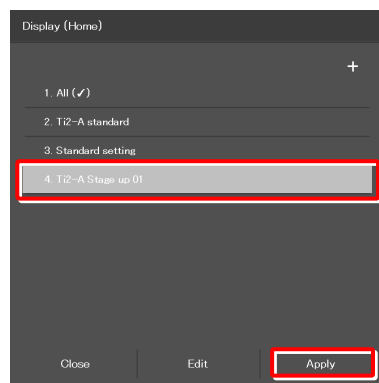 Display (Home)
+
1. All (✓)
2. Ti2-A standard
3. Standard setting
4. Ti2-A Stage up 01
Close
Edit
Apply